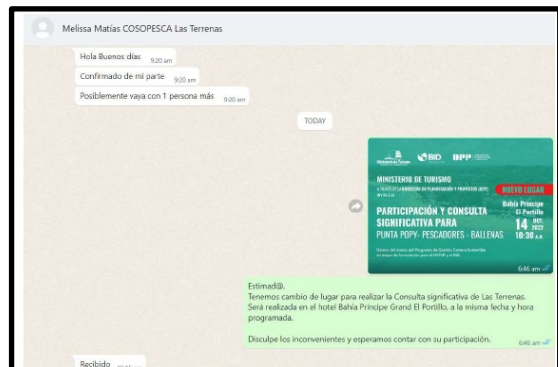 Melissa Matías COSOPESCA Las Terrenas
Hola Buenos días 9:20 am
Confirmado de mi parte 9:20 am
Posiblemente vaya con 1 persona más 9:20 am
TODAY
BID DPP
MINISTERIO DE TURISMO
NUEVO LUGAR
PARTICIPACIÓN Y CONSULTA
SIGNIFICATIVA PARA
PUNTA POPY- PESCADORES - BALLENAS
Bahía Príncipe
El Portillo
14 OCT. 2022
10:30 A.M.
6:46 am
Estimad@.
Tenemos cambio de lugar para realizar la Consulta significativa de Las Terrenas.
Será realizada en el hotel Bahía Príncipe Grand El Portillo, a la misma fecha y hora
programada.
Disculpe los inconvenientes y esperamos contar con su participación.
6:46 am
Recibido